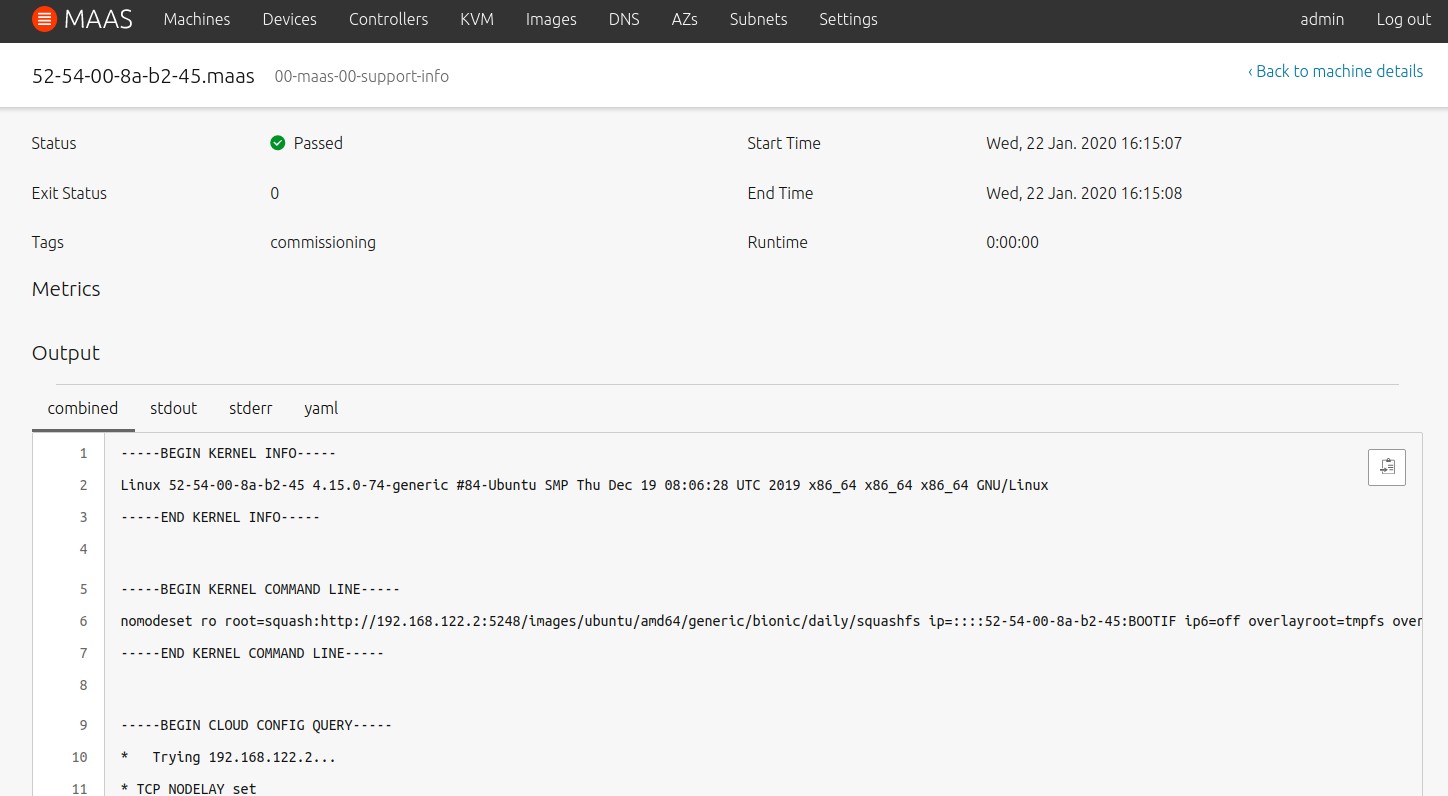 MAAS Machines Devices Controllers KVM Images DNS AZs Subnets Settings admin Log out
52-54-00-8a-b2-45.maas 00-maas-00-support-info ‹ Back to machine details
Status Passed Start Time Wed, 22 Jan. 2020 16:15:07
Exit Status 0 End Time Wed, 22 Jan. 2020 16:15:08
Tags commissioning Runtime 0:00:00
Metrics
Output
combined stdout stderr yaml
1 -----BEGIN KERNEL INFO-----
2 Linux 52-54-00-8a-b2-45 4.15.0-74-generic #84-Ubuntu SMP Thu Dec 19 08:06:28 UTC 2019 x86_64 x86_64 x86_64 GNU/Linux
3 -----END KERNEL INFO-----
4
5 -----BEGIN KERNEL COMMAND LINE-----
6 nomodeset ro root=squash:http://192.168.122.2:5248/images/ubuntu/amd64/generic/bionic/daily/squashfs ip=::::52-54-00-8a-b2-45:BOOTIF ip6=off overlayroot=tmpfs over
7 -----END KERNEL COMMAND LINE-----
8
9 -----BEGIN CLOUD CONFIG QUERY-----
10 * Trying 192.168.122.2...
11 * TCP_NODELAY set